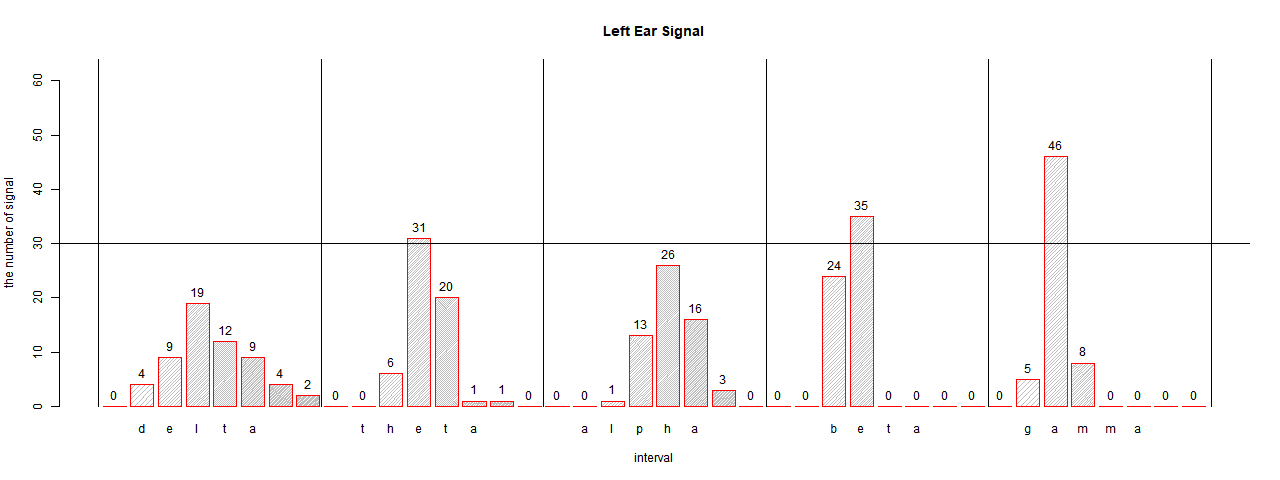 Left Ear Signal
the number of signal
60
50
40
30
20
10
0
0 4 9 19 12 9 4 2 0 0 6 31 20 1 1 0 0 0 1 13 26 16 3 0 0 0 24 35 0 0 0 0 0 5 46 8 0 0 0 0
d e l t a t h e t a a l p h a b e t a g a m m a
interval